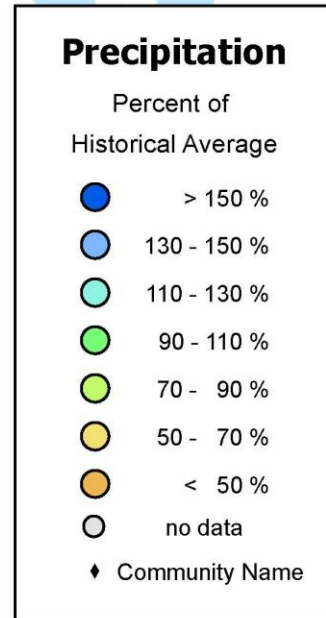 Precipitation
Percent of
Historical Average
> 150 %
130 - 150 %
110 - 130 %
90 - 110 %
70 - 90 %
50 - 70 %
< 50 %
no data
Community Name